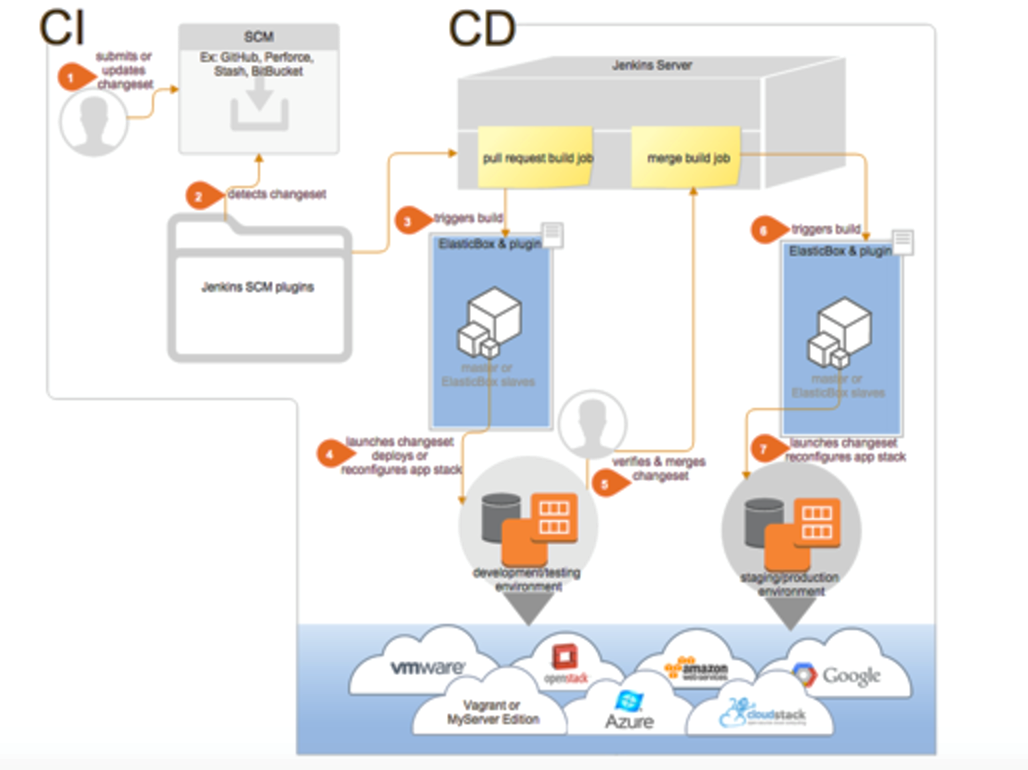 CI
CD
SCM
Ex: GitHub, Perforce,
Stash, BitBucket
1
submits or
updates
changeset
Jenkins Server
pull request build job
merge build job
2
detects changeset
Jenkins SCM plugins
3
triggers build
ElasticBox & plugin
master or
ElasticBox slaves
6
triggers build
ElasticBox & plugin
master or
ElasticBox slaves
4
launches changeset
deploys or
reconfigures app stack
5
verifies & merges
changeset
7
launches changeset
reconfigures app stack
development/testing
environment
staging/production
environment
vmware
openstack
amazon
web services
Google
Vagrant or
MyServer Edition
Azure
cloudstack